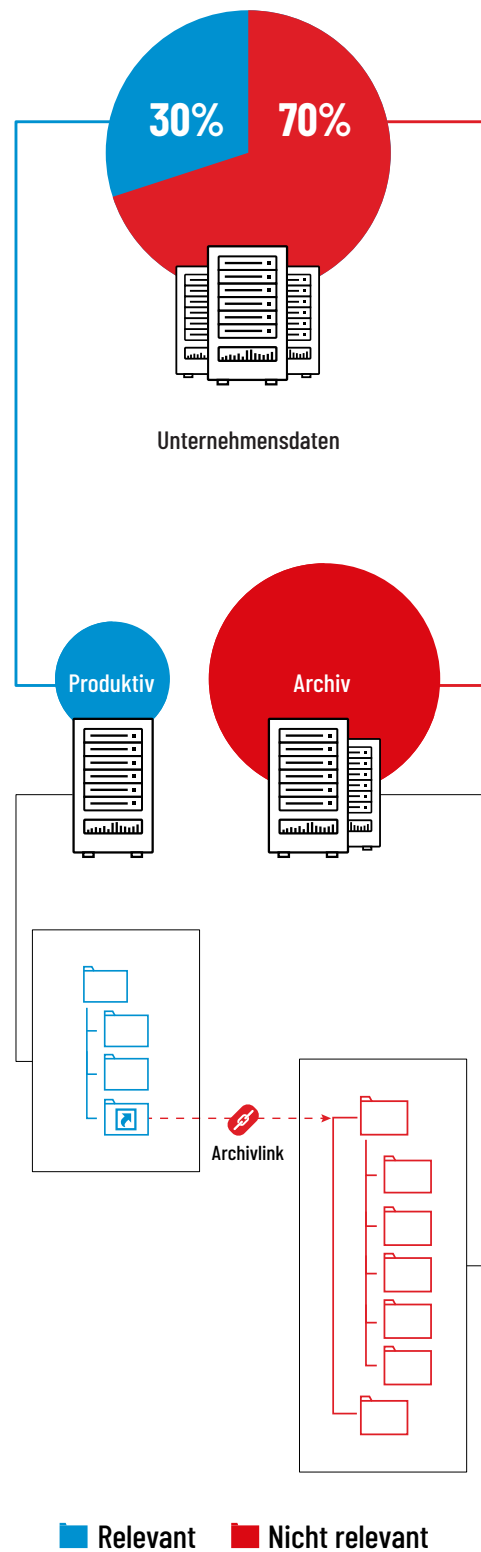 30% 70%
Unternehmensdaten
Produktiv
Archiv
Archivlink
Relevant
Nicht relevant